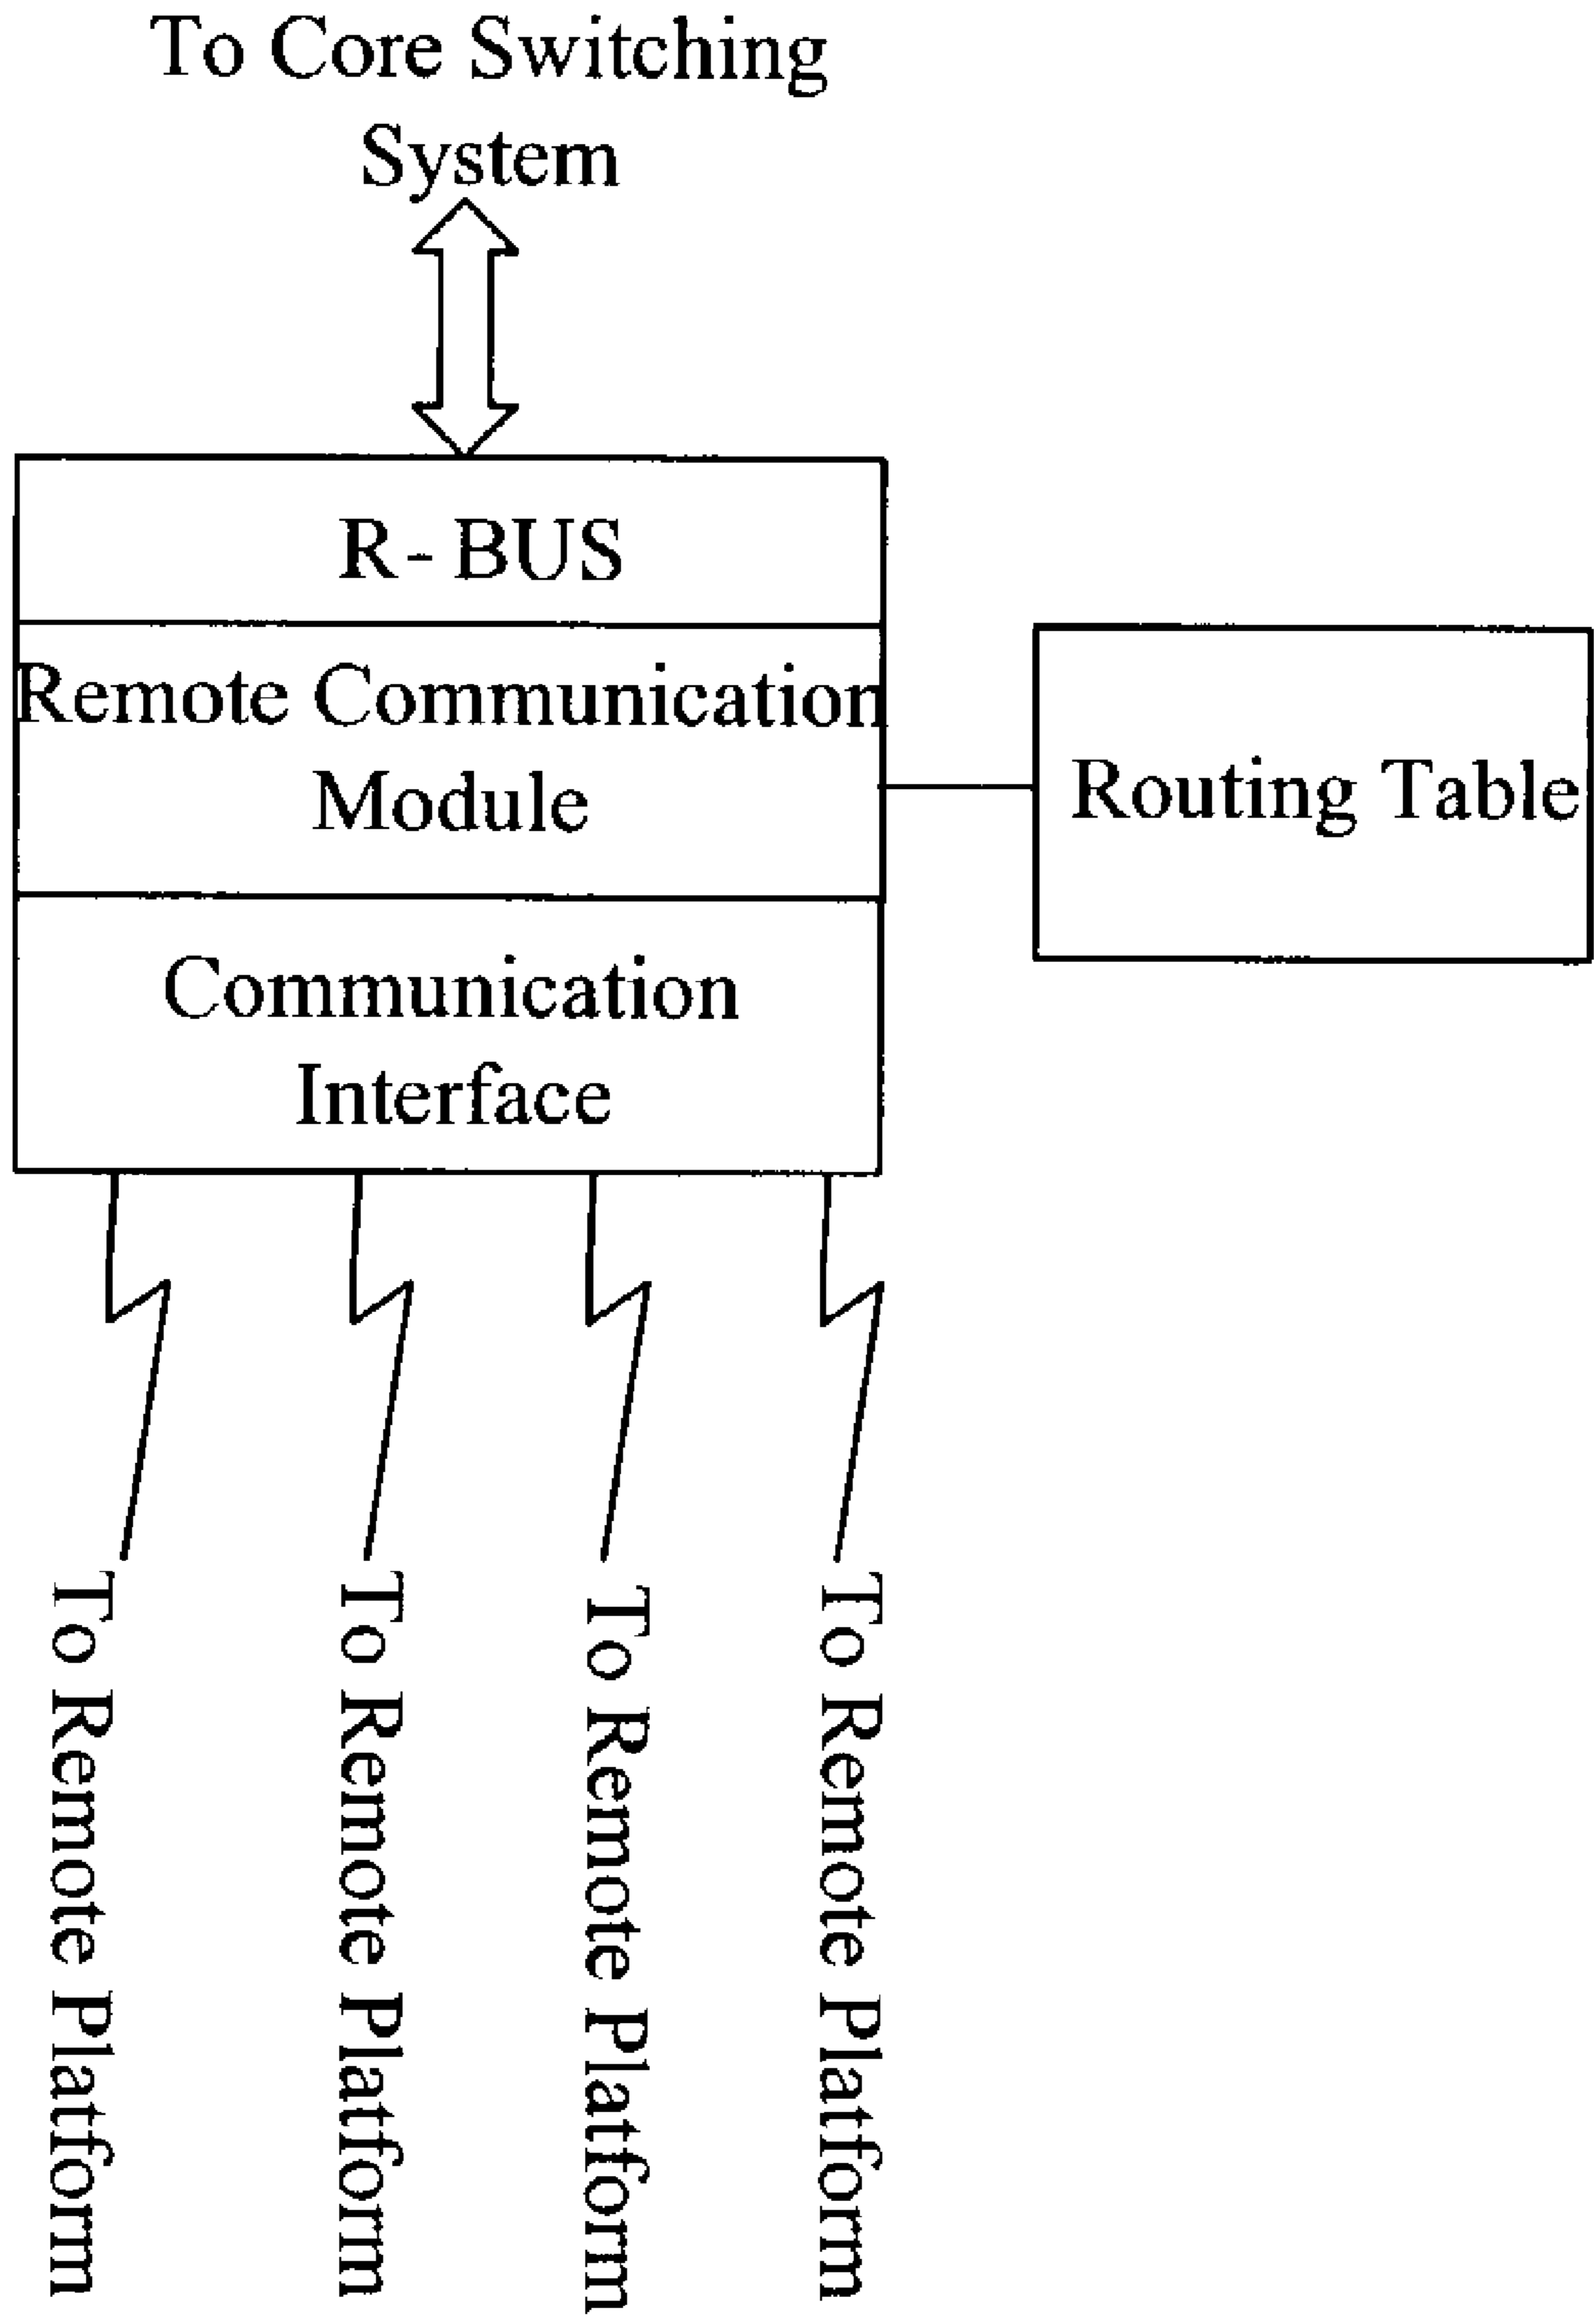 To Core Switching
System
R- BUS
Remote Communication
Module
Routing Table
Communication
Interface
To Remote Platform
To Remote Platform
To Remote Platform
To Remote Platform